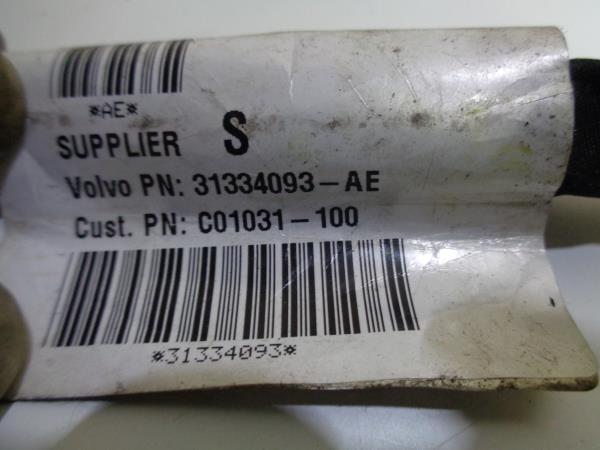 *AE*
SUPPLIER S
Volvo PN: 31334093-AE
Cust. PN: C01031-100
*31334093*